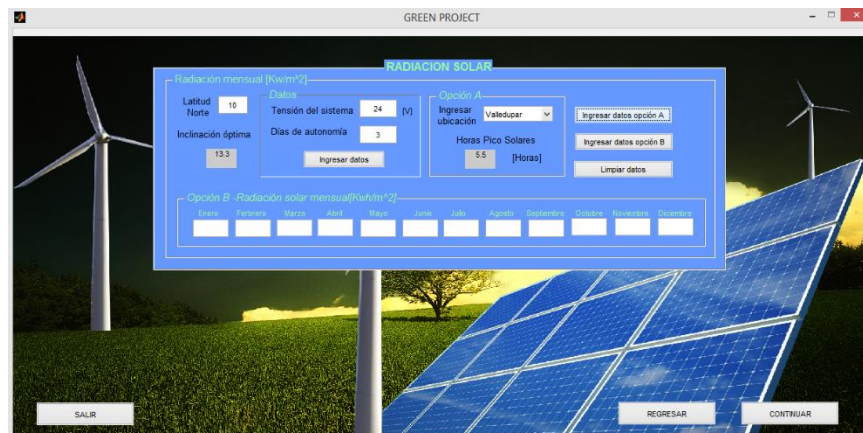 GREEN PROJECT
RADIACION SOLAR
Radiación mensual [Kw/m^2]
Latitud Norte
10
Inclinación óptima
13.3
Datos
Tensión del sistema
24
[V]
Días de autonomía
3
Ingresar datos
Opción A
Ingresar ubicación
Valledupar
Horas Pico Solares
5.5
[Horas]
Ingresar datos opción A
Ingresar datos opción B
Limpiar datos
Opción B -Radiación solar mensual[Kwh/m^2]
Enero Ferbrero Marzo Abril Mayo Junio Julio Agosto Septiembre Octubre Noviembre Diciembre
SALIR
REGRESAR
CONTINUAR